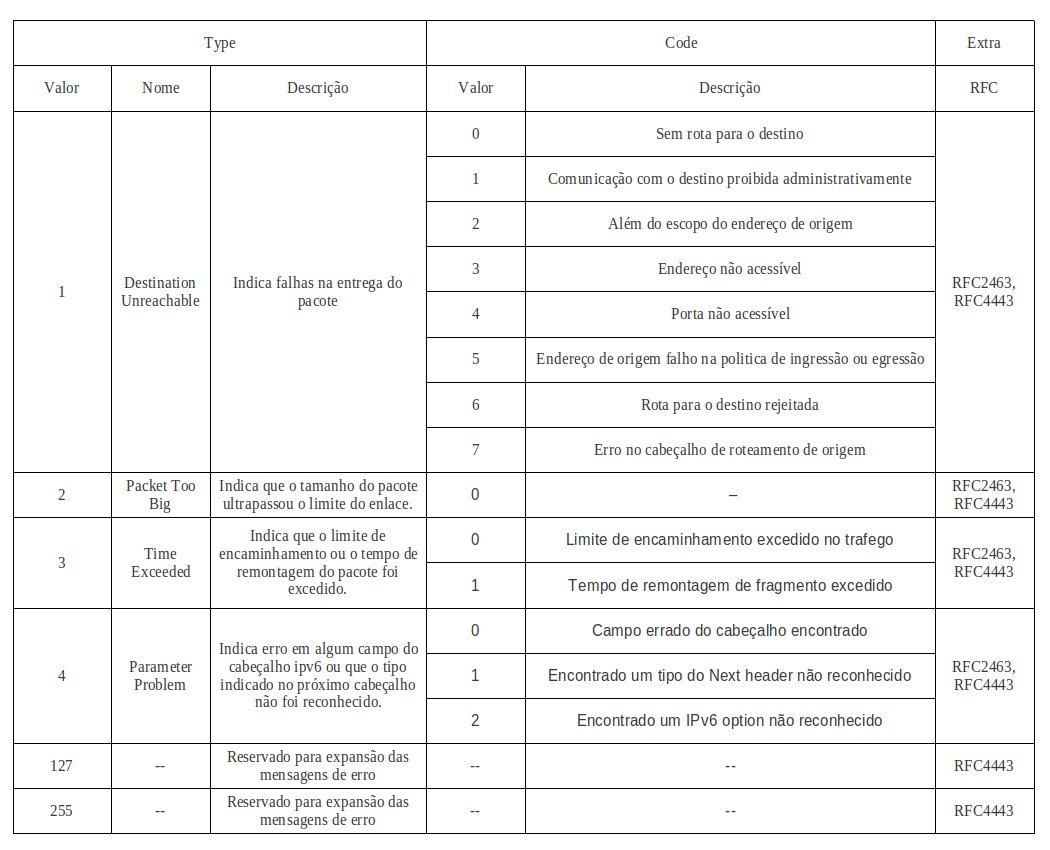 Type
Code
Extra
Valor
Nome
Descrição
Valor
Descrição
RFC
1
Destination
Unreachable
Indica falhas na entrega do
pacote
0
Sem rota para o destino
1
Comunicação com o destino proibida administrativamente
2
Além do escopo do endereço de origem
3
Endereço não acessível
4
Porta não acessível
5
Endereço de origem falho na politica de ingressão ou egressão
6
Rota para o destino rejeitada
7
Erro no cabeçalho de roteamento de origem
RFC2463,
RFC4443
2
Packet Too
Big
Indica que o tamanho do pacote
ultrapassou o limite do enlace.
0
–
RFC2463,
RFC4443
3
Time
Exceeded
Indica que o limite de
encaminhamento ou o tempo de
remontagem do pacote foi
excedido.
0
Limite de encaminhamento excedido no trafego
1
Tempo de remontagem de fragmento excedido
RFC2463,
RFC4443
4
Parameter
Problem
Indica erro em algum campo do
cabeçalho ipv6 ou que o tipo
indicado no próximo cabeçalho
não foi reconhecido.
0
Campo errado do cabeçalho encontrado
1
Encontrado um tipo do Next header não reconhecido
2
Encontrado um IPv6 option não reconhecido
RFC2463,
RFC4443
127
--
Reservado para expansão das
mensagens de erro
--
--
RFC4443
255
--
Reservado para expansão das
mensagens de erro
--
--
RFC4443